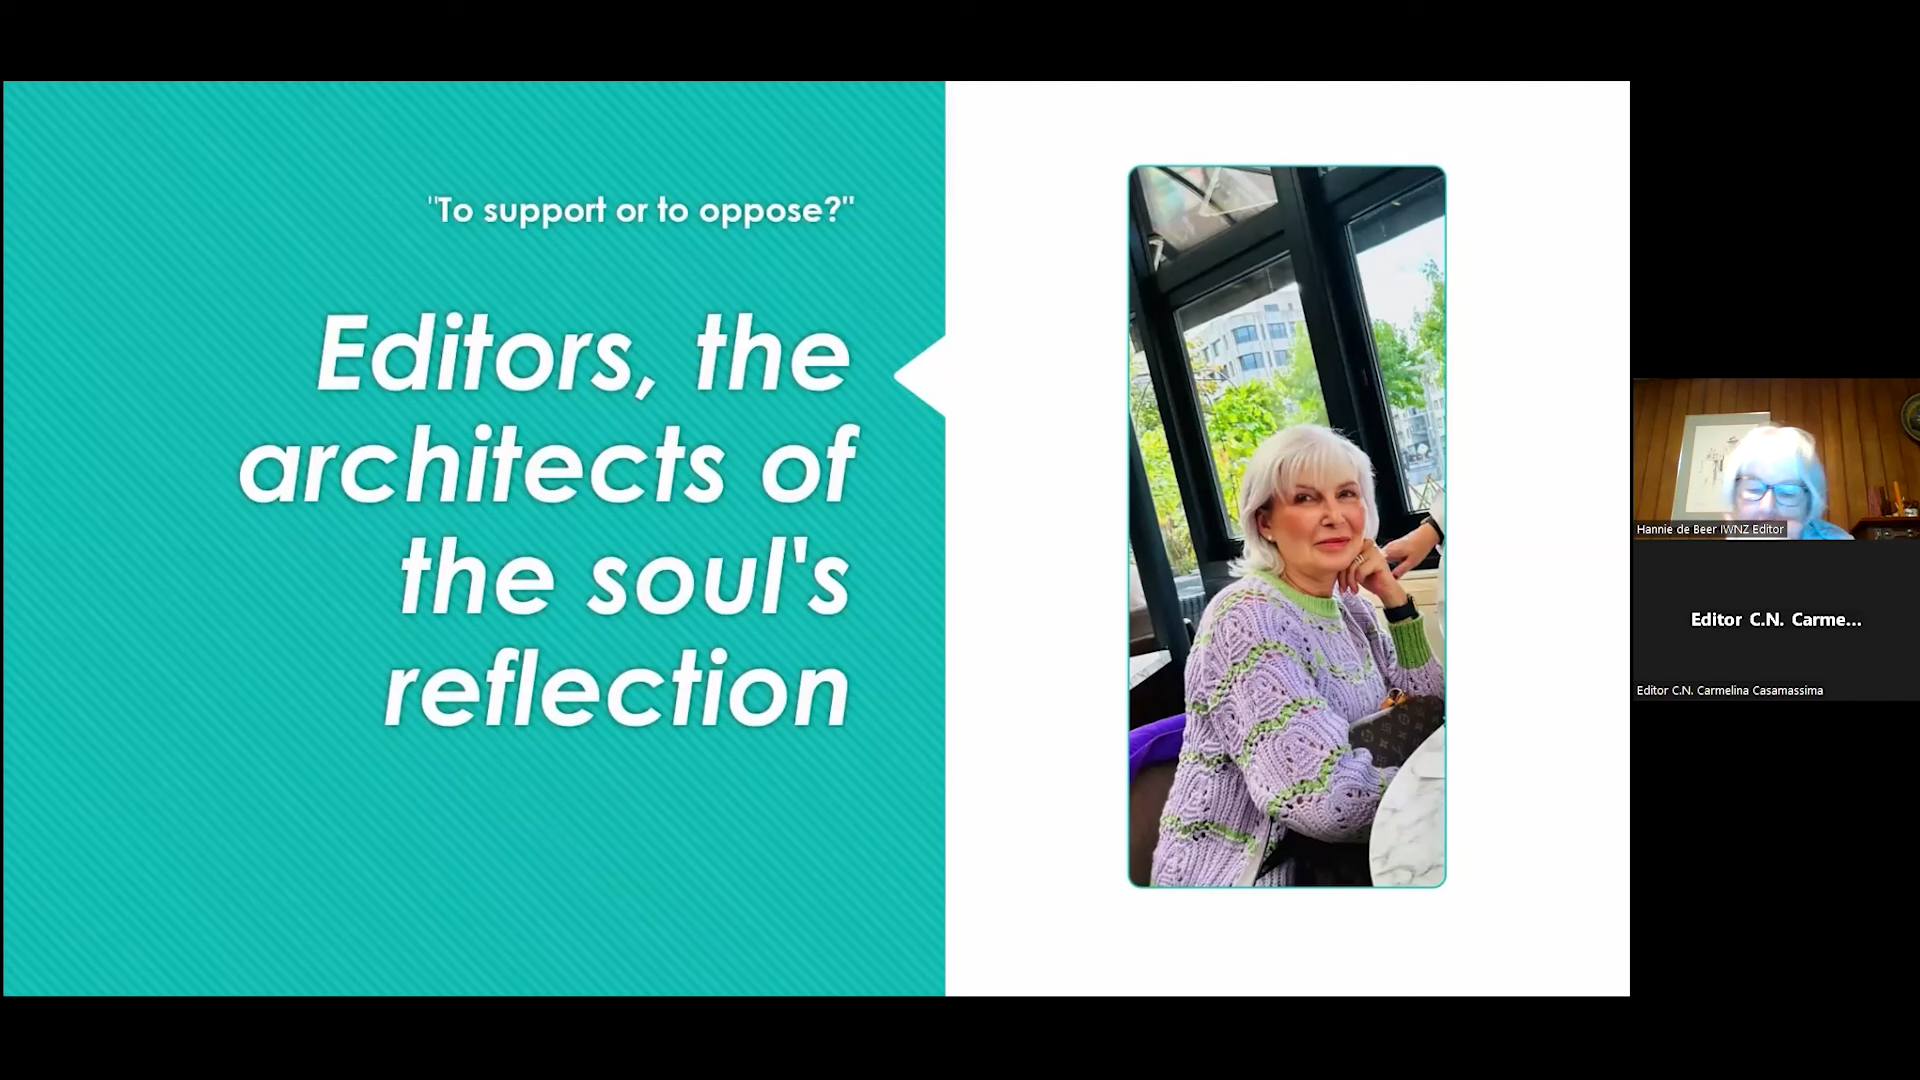 "To support or to oppose?"
Editors, the
architects of
the soul's
reflection
Hannie de Beer IWNZ Editor
Editor C.N. Carme...
Editor C.N. Carmelina Casamassima